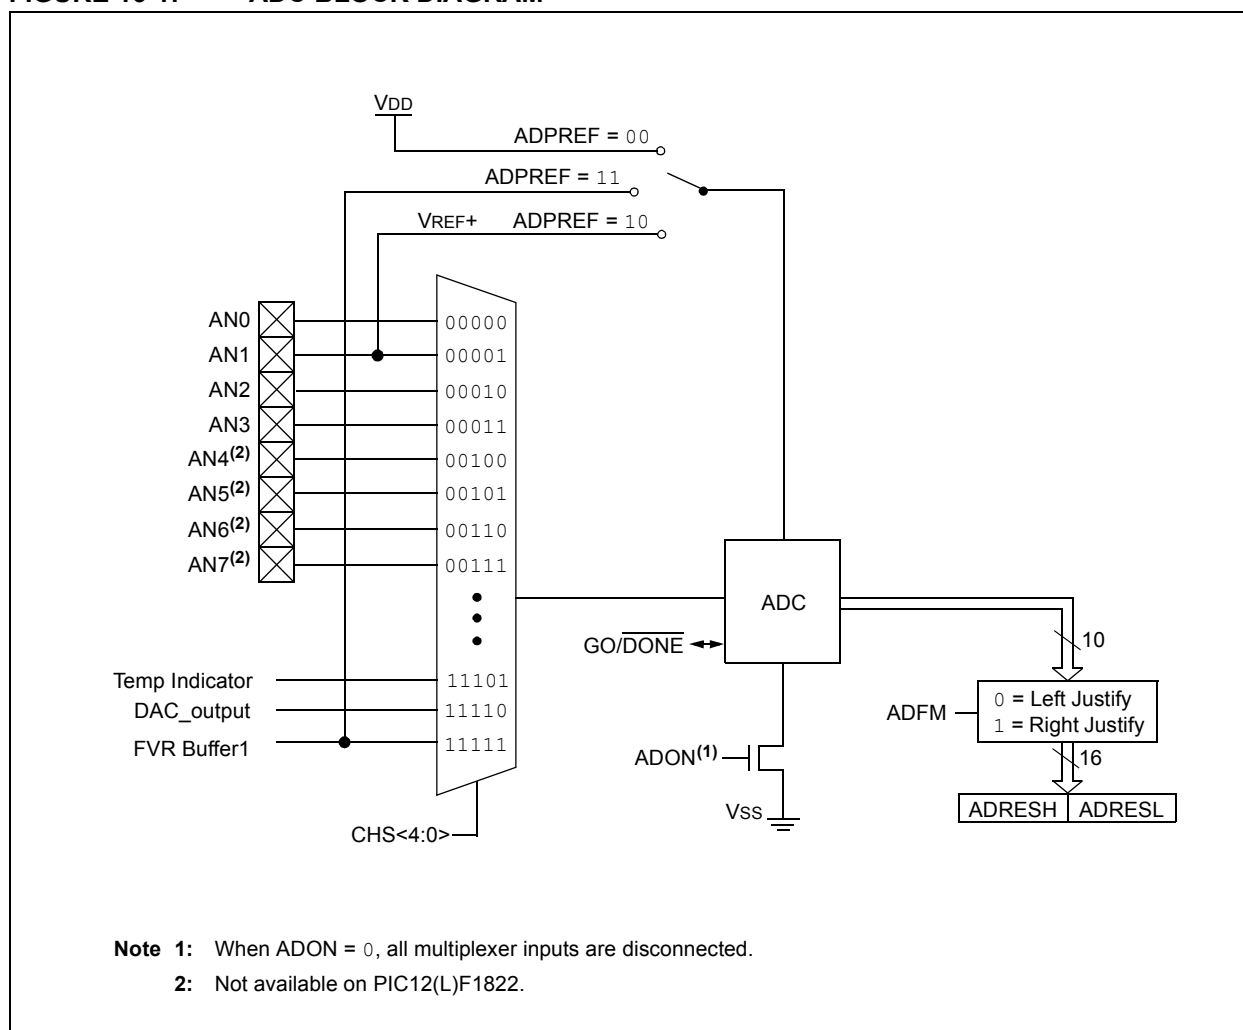 VDD
ADPREF = 00
ADPREF = 11
VREF+ ADPREF = 10
AN0 00000
AN1 00001
AN2 00010
AN3 00011
AN4(2) 00100
AN5(2) 00101
AN6(2) 00110
AN7(2) 00111
ADC
GO/DONE
10
Temp Indicator 11101
DAC_output 11110
FVR Buffer1 11111
ADFM
0 = Left Justify
1 = Right Justify
16
ADON(1)
VSS
ADRESH ADRESL
CHS<4:0>
Note 1: When ADON = 0, all multiplexer inputs are disconnected.
2: Not available on PIC12(L)F1822.